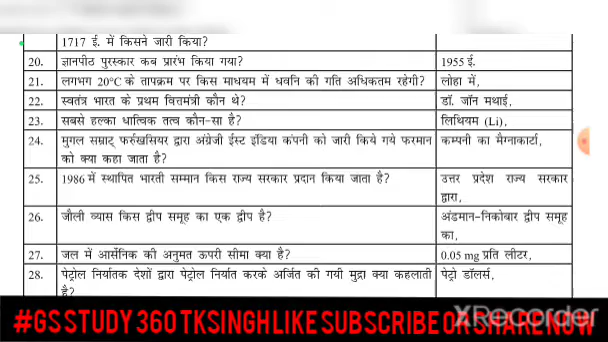 1717 ई. में किसने जारी किया?
20. ज्ञानपीठ पुरस्कार कब प्रारंभ किया गया? 1955 ई.
21. लगभग 20°C के तापक्रम पर किस माध्यम में ध्वनि की गति अधिकतम रहेगी? लोहा में,
22. स्वतंत्र भारत के प्रथम वित्तमंत्री कौन थे? डॉ. जॉन मथाई,
23. सबसे हल्का धात्विक तत्व कौन-सा है? लिथियम (Li),
24. मुगल सम्राट् फर्रुखसियर द्वारा अंग्रेजी ईस्ट इंडिया कंपनी को जारी किये गये फरमान कम्पनी का मैग्नाकार्टा,
को क्या कहा जाता है?
25. 1986 में स्थापित भारती सम्मान किस राज्य सरकार प्रदान किया जाता है? उत्तर प्रदेश राज्य सरकार
द्वारा,
26. जौली व्यास किस द्वीप समूह का एक द्वीप है? अंडमान-निकोबार द्वीप समूह
का,
27. जल में आर्सेनिक की अनुमत ऊपरी सीमा क्या है? 0.05 mg प्रति लीटर,
28. पेट्रोल निर्यातक देशों द्वारा पेट्रोल निर्यात करके अर्जित की गयी मुद्रा क्या कहलाती पेट्रो डॉलर्स,
है?
#GS STUDY 360 TKSINGH LIKE SUBSCRIBE OK SHARE NOW
XRecorder